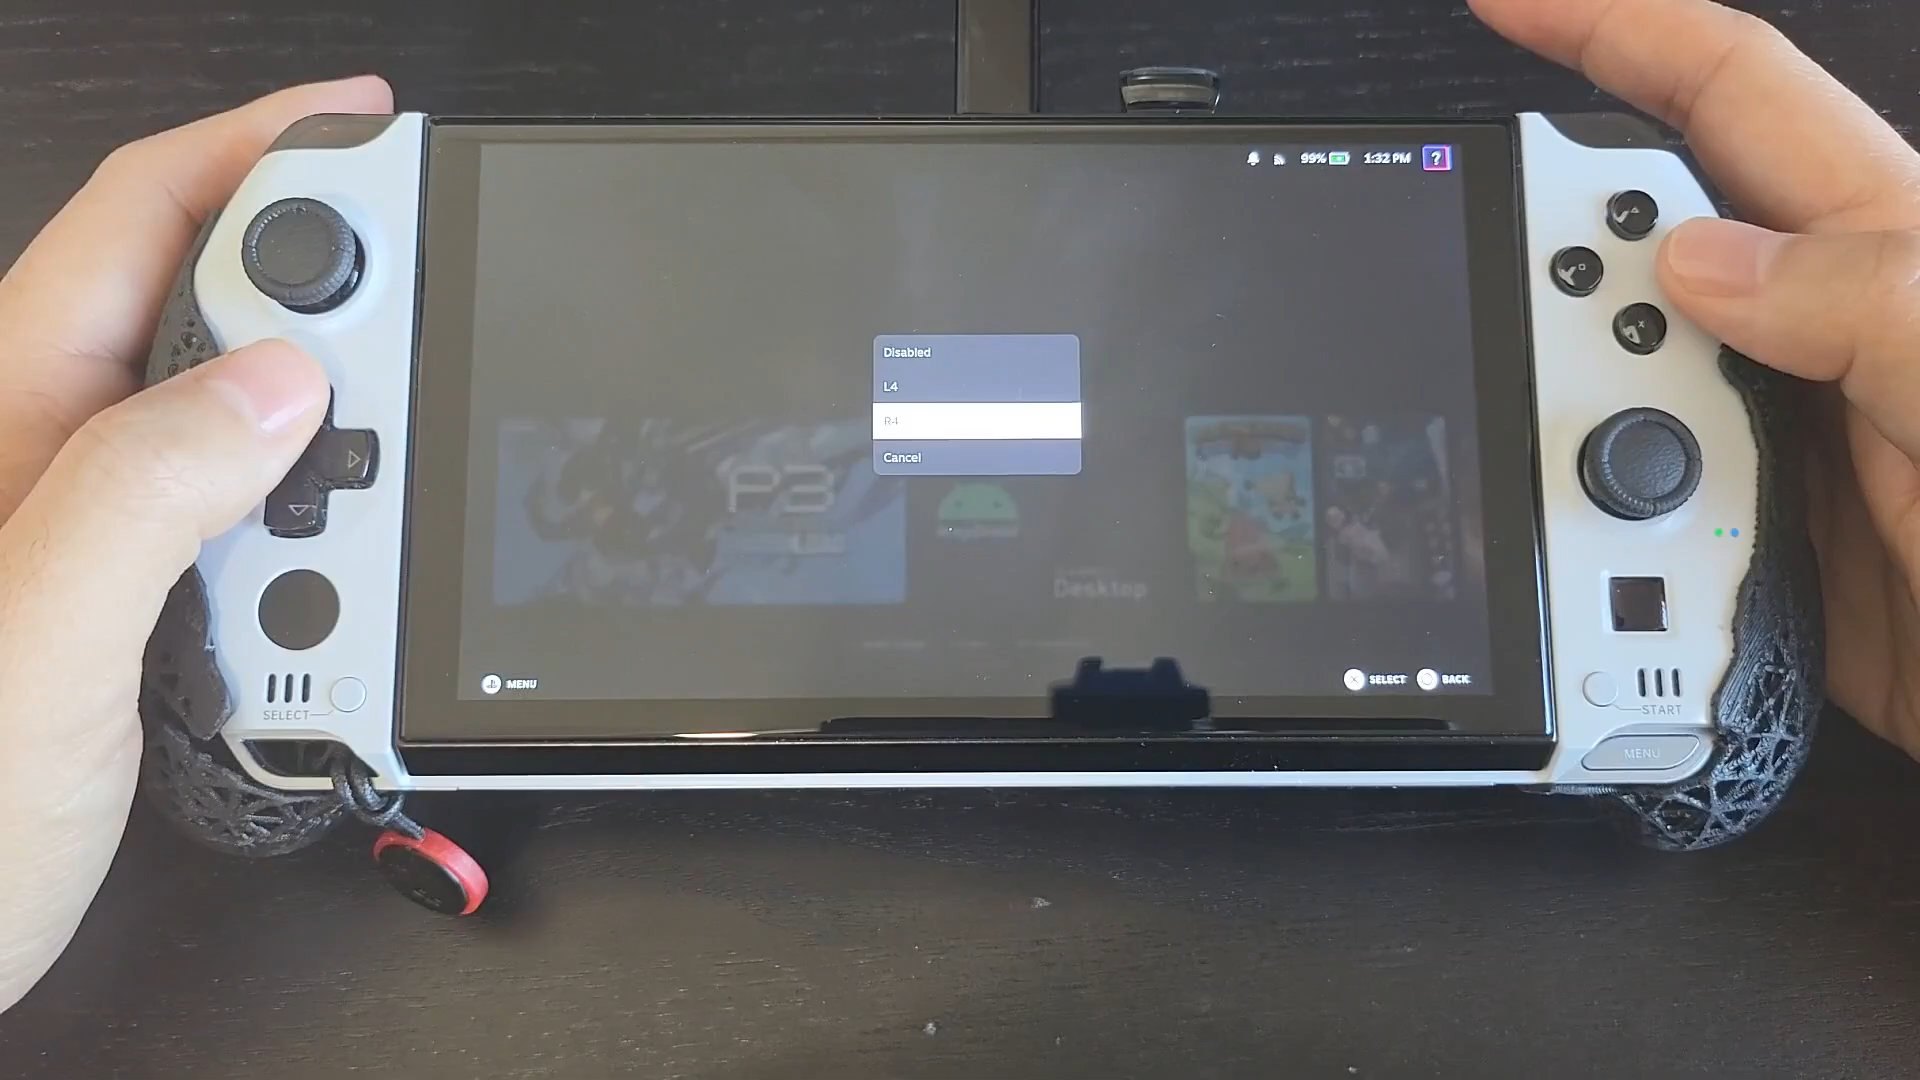 99% 1:32 PM ?
Disabled
L4
R4
Cancel
P3
Desktop
MENU
SELECT BACK
SELECT
START
MENU